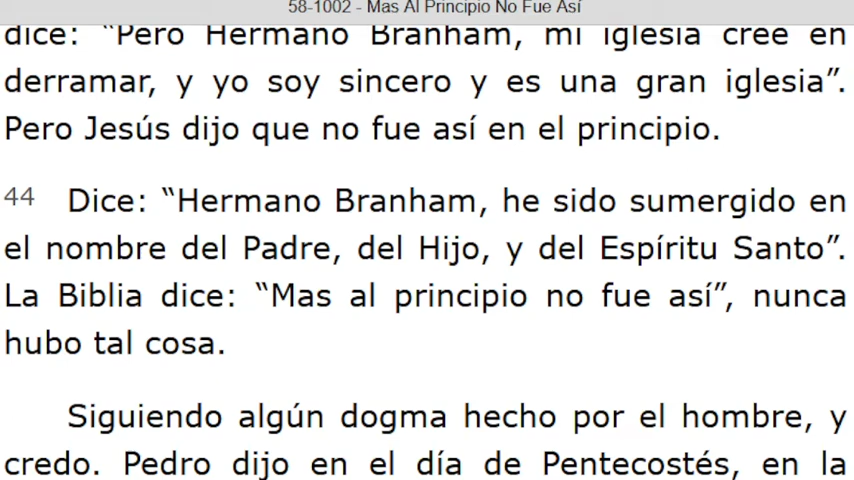 58-1002 - Mas Al Principio No Fue Así
dice: “Pero Hermano Branham, mi iglesia cree en
derramar, y yo soy sincero y es una gran iglesia”.
Pero Jesús dijo que no fue así en el principio.
44 Dice: “Hermano Branham, he sido sumergido en
el nombre del Padre, del Hijo, y del Espíritu Santo”.
La Biblia dice: “Mas al principio no fue así”, nunca
hubo tal cosa.
Siguiendo algún dogma hecho por el hombre, y
credo. Pedro dijo en el día de Pentecostés, en la